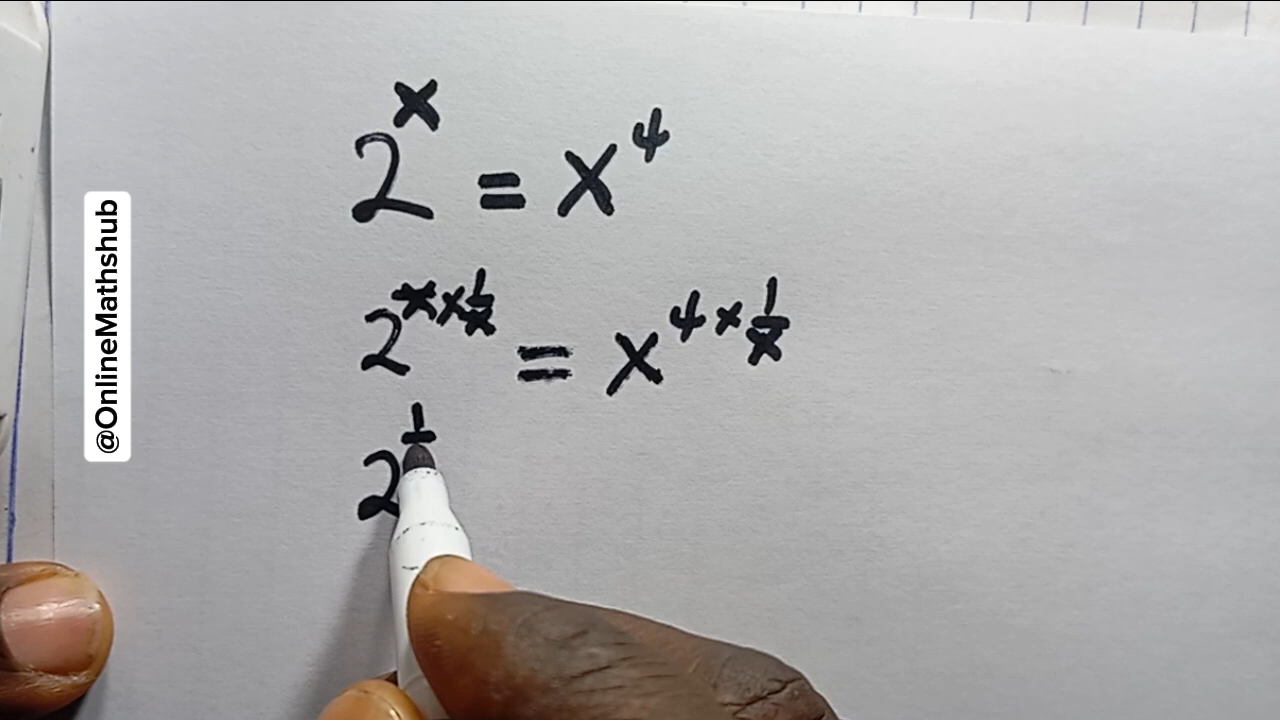 @OnlineMathshub
2^x = x^4
2^{x × 1/x} = x^{4 × 1/x}
2^{1/